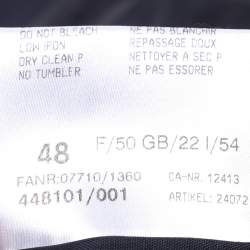 DO NOT BLEACH NE PAS BLANCHIR
LOW IRON REPASSAGE DOUX
DRY CLEAN P NETTOYER A SEC P
NO TUMBLER NE PAS ESSORER
48 F/50 GB/22 I/54
FANR:07710/1360 CA-NR. 12413
448101/001 ARTIKEL: 24072